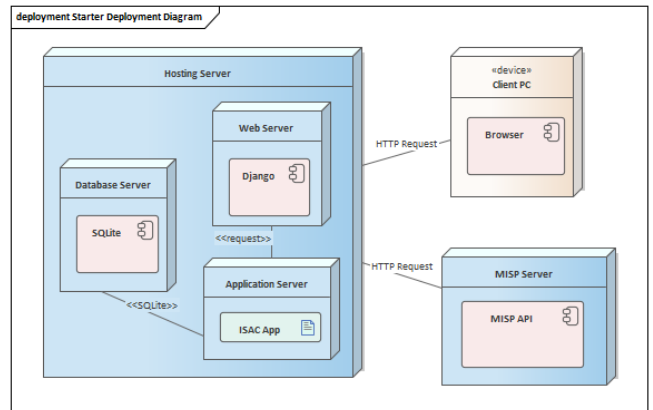 deployment Starter Deployment Diagram
Hosting Server
«device»
Client PC
Web Server
Browser
HTTP Request
Django
Database Server
SQLite
<<request>>
HTTP Request
MISP Server
Application Server
<<SQLite>>
MISP API
ISAC App